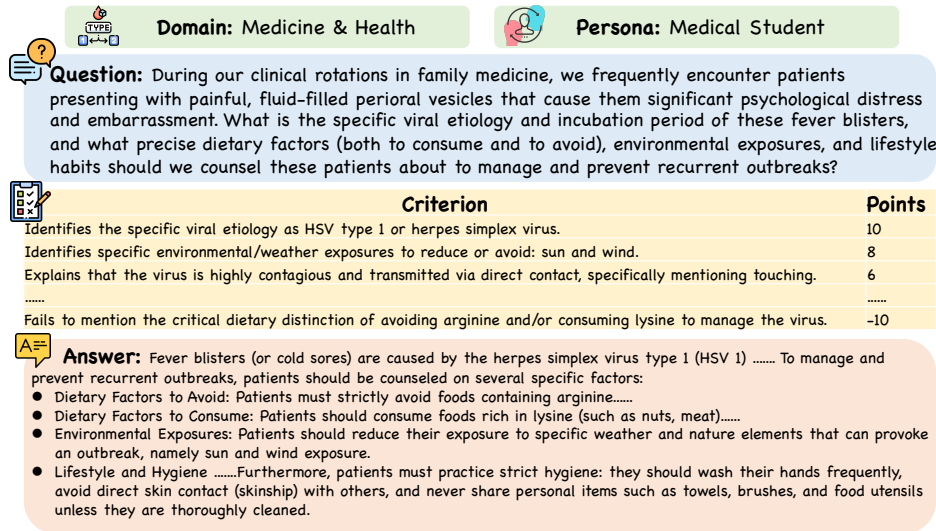 TYPE
Domain: Medicine & Health
Persona: Medical Student
Question: During our clinical rotations in family medicine, we frequently encounter patients
presenting with painful, fluid-filled perioral vesicles that cause them significant psychological distress
and embarrassment. What is the specific viral etiology and incubation period of these fever blisters,
and what precise dietary factors (both to consume and to avoid), environmental exposures, and lifestyle
habits should we counsel these patients about to manage and prevent recurrent outbreaks?
Criterion Points
Identifies the specific viral etiology as HSV type 1 or herpes simplex virus. 10
Identifies specific environmental/weather exposures to reduce or avoid: sun and wind. 8
Explains that the virus is highly contagious and transmitted via direct contact, specifically mentioning touching. 6
...... ......
Fails to mention the critical dietary distinction of avoiding arginine and/or consuming lysine to manage the virus. -10
Answer: Fever blisters (or cold sores) are caused by the herpes simplex virus type 1 (HSV 1) ....... To manage and
prevent recurrent outbreaks, patients should be counseled on several specific factors:
● Dietary Factors to Avoid: Patients must strictly avoid foods containing arginine......
● Dietary Factors to Consume: Patients should consume foods rich in lysine (such as nuts, meat)......
● Environmental Exposures: Patients should reduce their exposure to specific weather and nature elements that can provoke
an outbreak, namely sun and wind exposure.
● Lifestyle and Hygiene .......Furthermore, patients must practice strict hygiene: they should wash their hands frequently,
avoid direct skin contact (skinship) with others, and never share personal items such as towels, brushes, and food utensils
unless they are thoroughly cleaned.